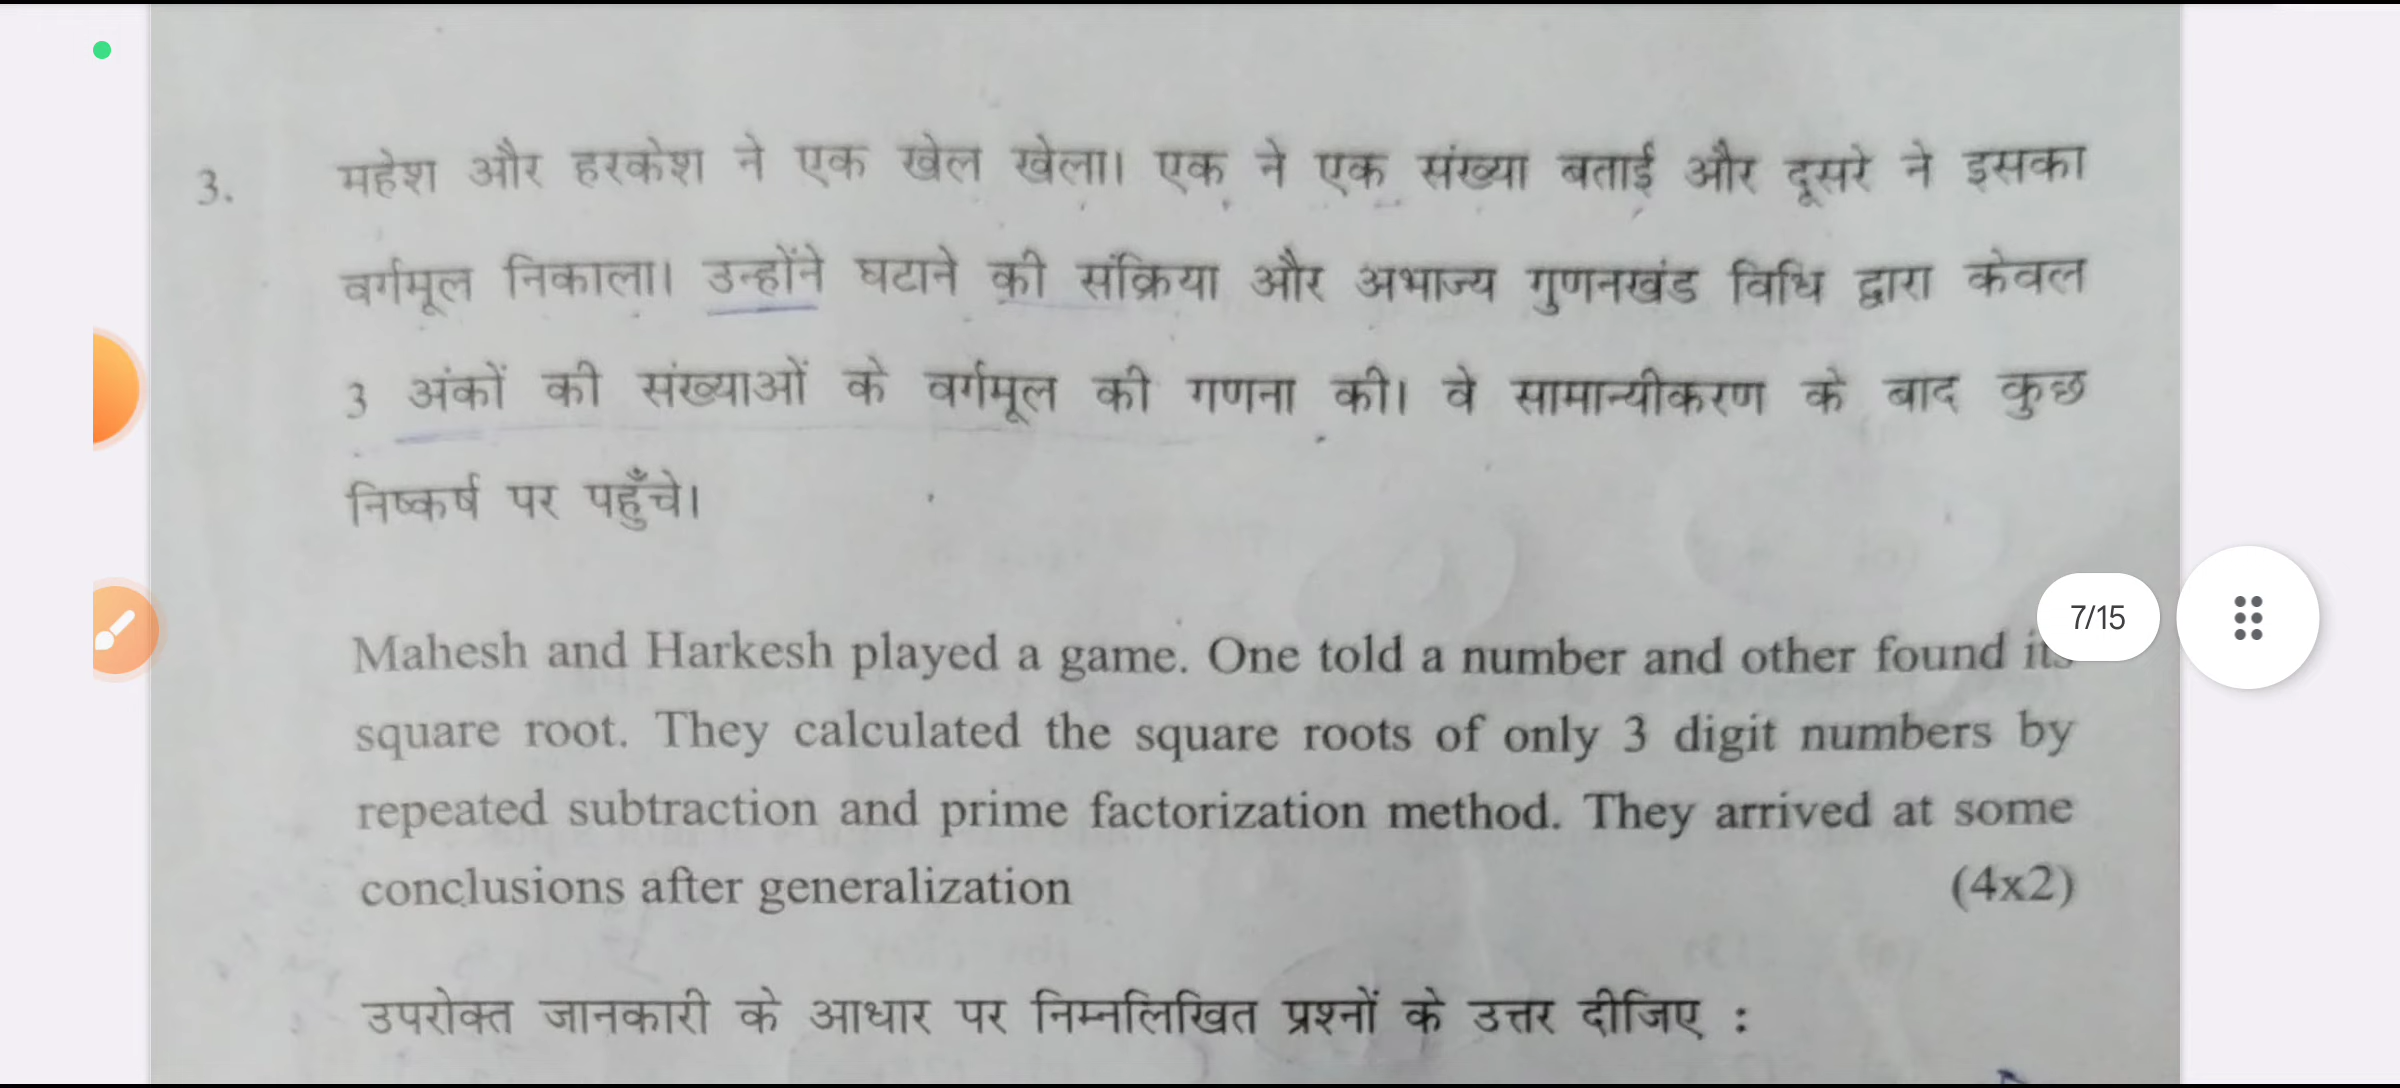 3. महेश और हरकेश ने एक खेल खेला। एक ने एक संख्या बताई और दूसरे ने इसका
वर्गमूल निकाला। उन्होंने घटाने की संक्रिया और अभाज्य गुणनखंड विधि द्वारा केवल
3 अंकों की संख्याओं के वर्गमूल की गणना की। वे सामान्यीकरण के बाद कुछ
निष्कर्ष पर पहुँचे।
Mahesh and Harkesh played a game. One told a number and other found its
7/15
square root. They calculated the square roots of only 3 digit numbers by
repeated subtraction and prime factorization method. They arrived at some
conclusions after generalization (4x2)
उपरोक्त जानकारी के आधार पर निम्नलिखित प्रश्नों के उत्तर दीजिए :